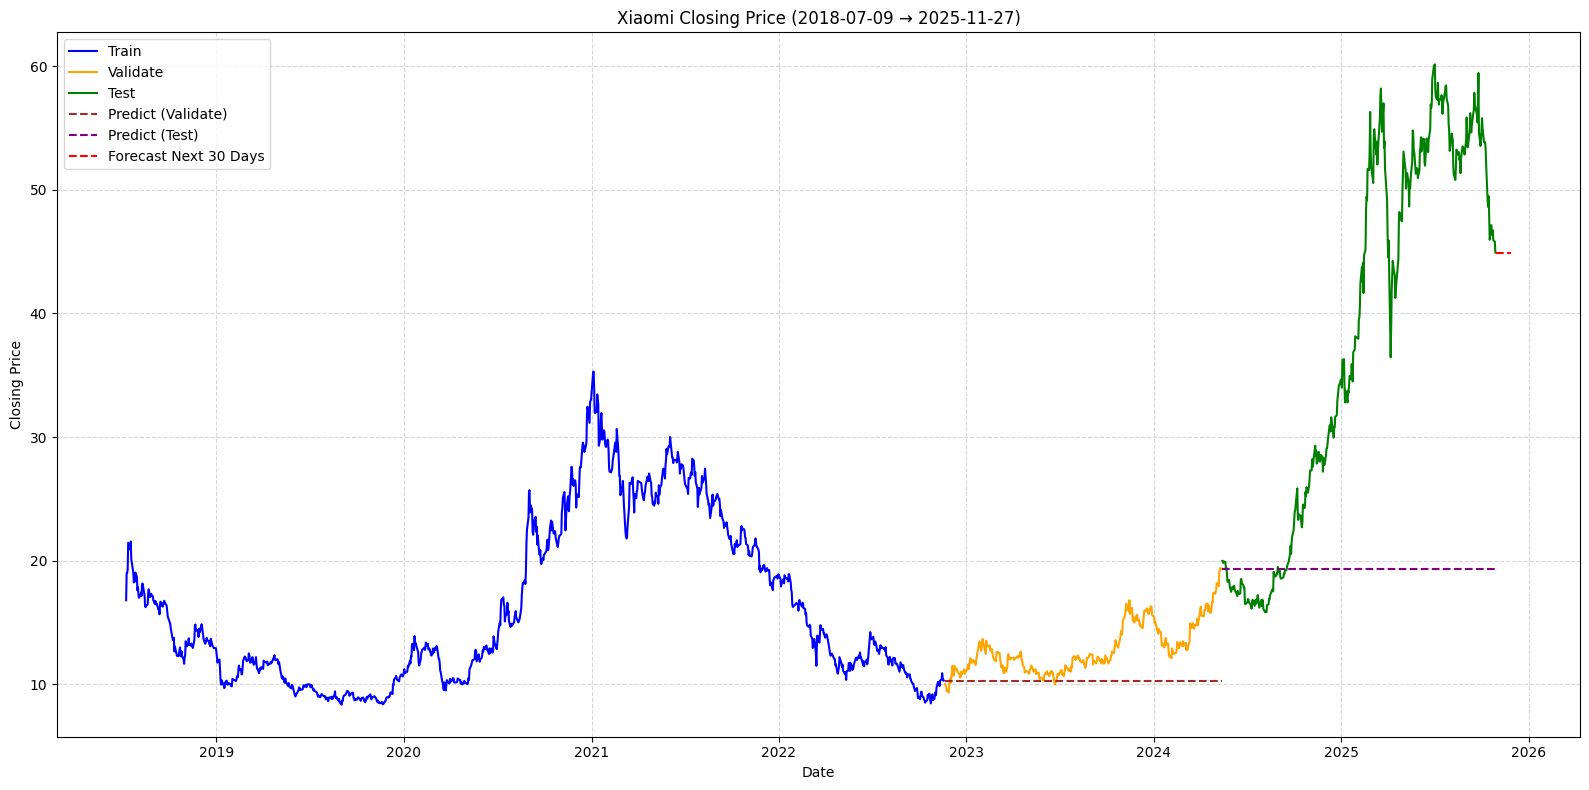 Xiaomi Closing Price (2018-07-09 → 2025-11-27)
Train
Validate
Test
Predict (Validate)
Predict (Test)
Forecast Next 30 Days
Closing Price
60
50
40
30
20
10
2019
2020
2021
2022
2023
2024
2025
2026
Date